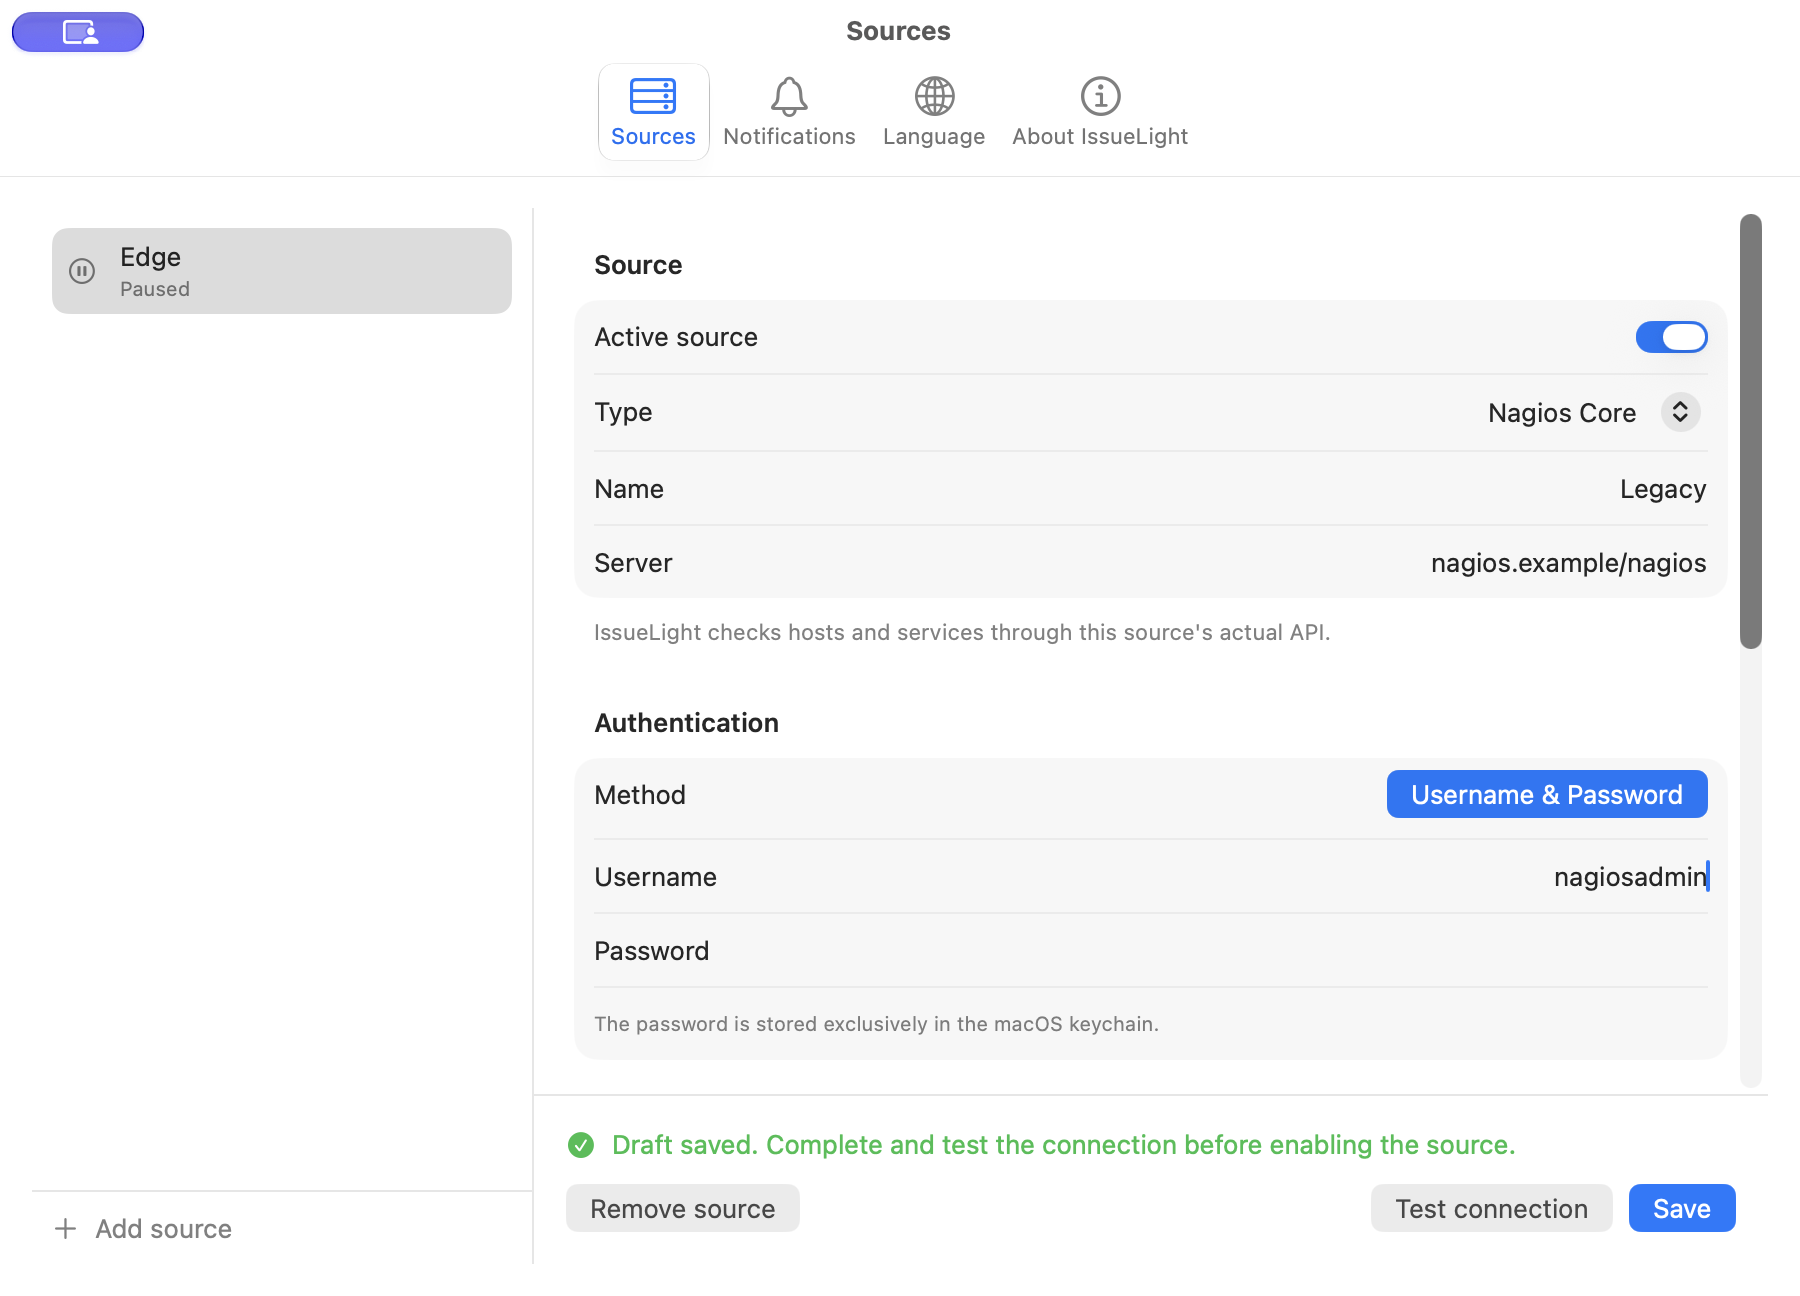 Sources
Sources
Notifications
Language
About IssueLight
Edge
Paused
Source
Active source
Type
Nagios Core
Name
Legacy
Server
nagios.example/nagios
IssueLight checks hosts and services through this source's actual API.
Authentication
Method
Username & Password
Username
nagiosadmin
Password
The password is stored exclusively in the macOS keychain.
Draft saved. Complete and test the connection before enabling the source.
Remove source
Test connection
Save
Add source